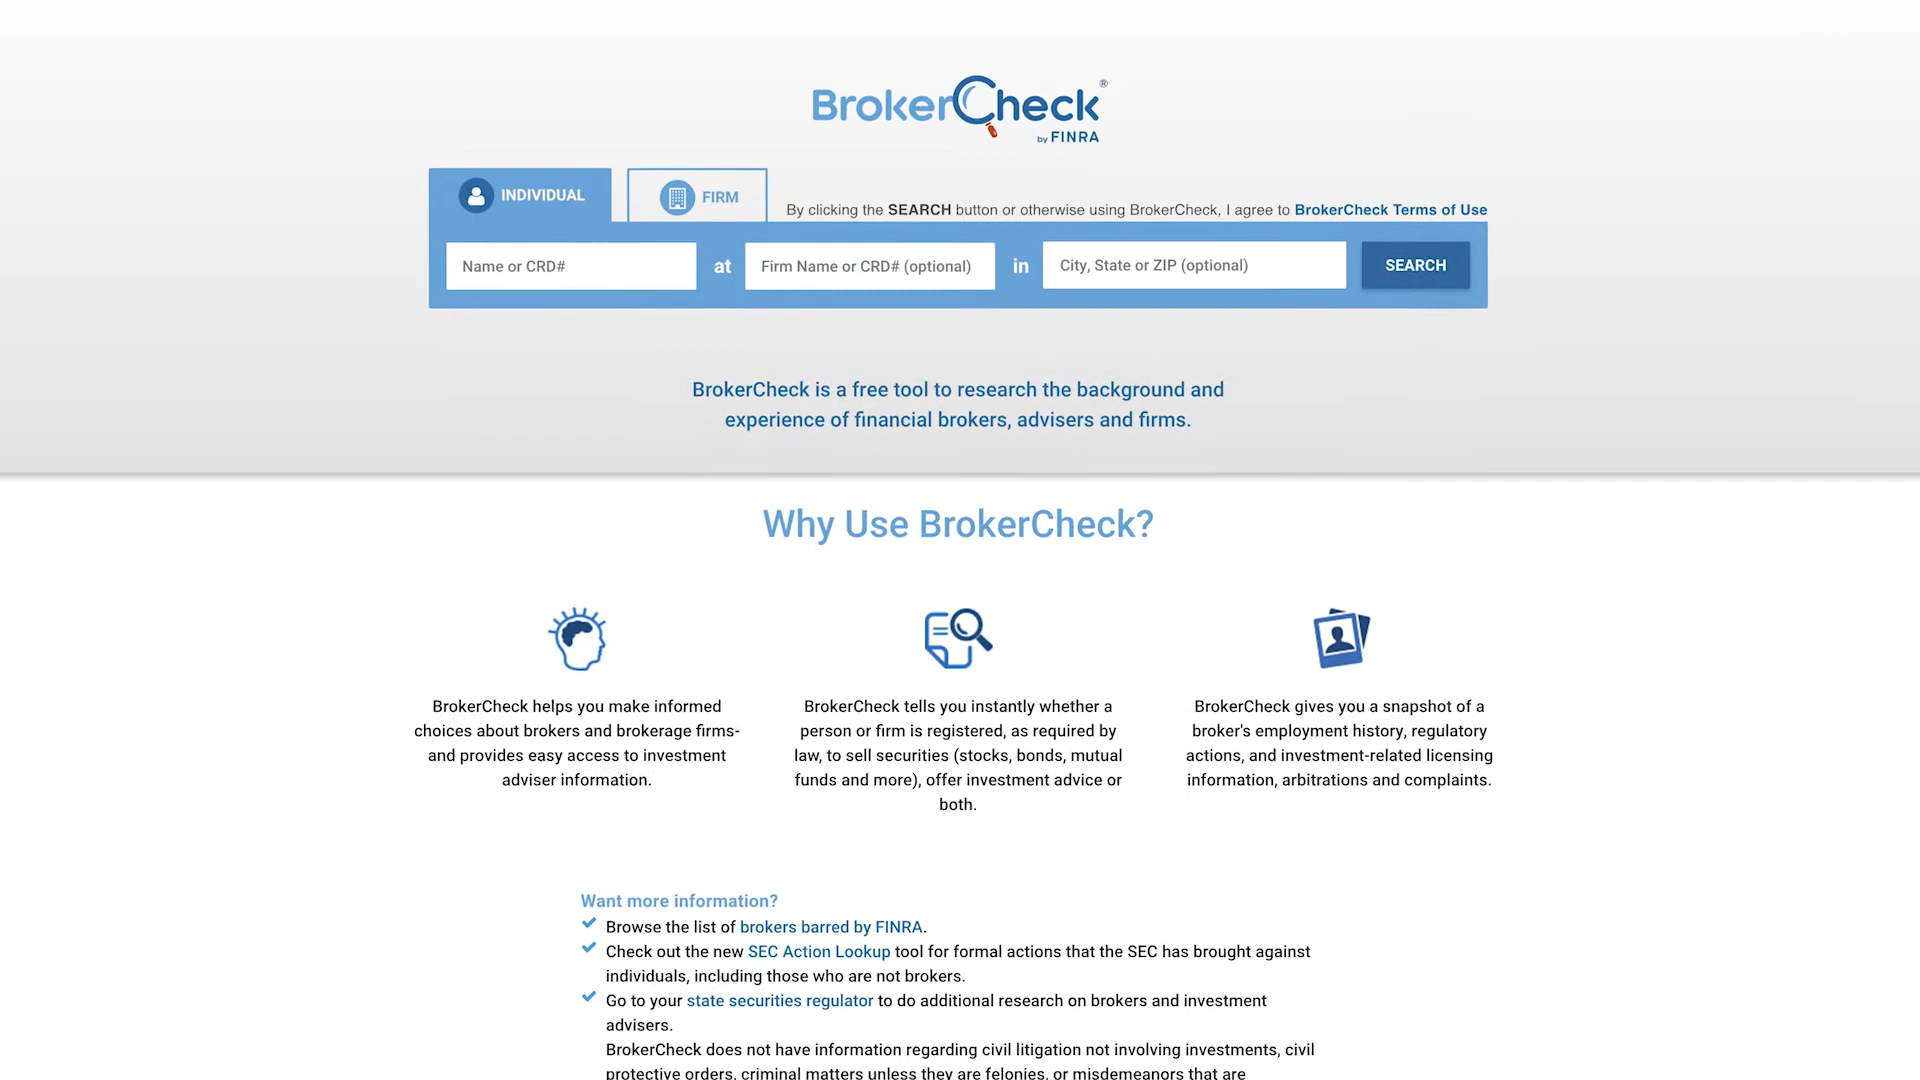 BrokerCheck®
by FINRA
INDIVIDUAL
FIRM
By clicking the SEARCH button or otherwise using BrokerCheck, I agree to BrokerCheck Terms of Use
Name or CRD#
at
Firm Name or CRD# (optional)
in
City, State or ZIP (optional)
SEARCH
BrokerCheck is a free tool to research the background and
experience of financial brokers, advisers and firms.
Why Use BrokerCheck?
BrokerCheck helps you make informed
choices about brokers and brokerage firms-
and provides easy access to investment
adviser information.
BrokerCheck tells you instantly whether a
person or firm is registered, as required by
law, to sell securities (stocks, bonds, mutual
funds and more), offer investment advice or
both.
BrokerCheck gives you a snapshot of a
broker's employment history, regulatory
actions, and investment-related licensing
information, arbitrations and complaints.
Want more information?
Browse the list of brokers barred by FINRA.
Check out the new SEC Action Lookup tool for formal actions that the SEC has brought against
individuals, including those who are not brokers.
Go to your state securities regulator to do additional research on brokers and investment
advisers.
BrokerCheck does not have information regarding civil litigation not involving investments, civil
protective orders, criminal matters unless they are felonies, or misdemeanors that are